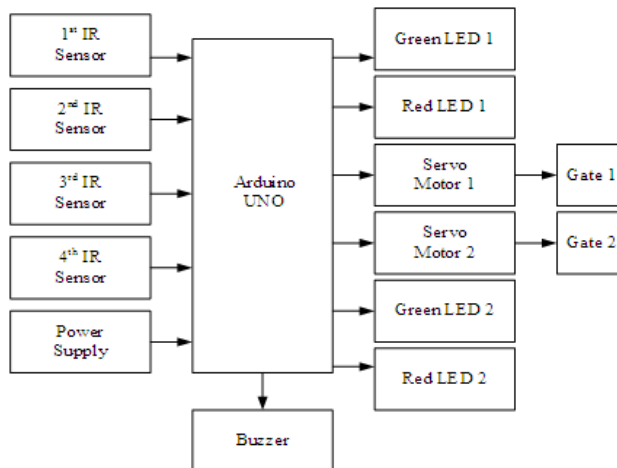 1st IR
Sensor
2nd IR
Sensor
3rd IR
Sensor
4th IR
Sensor
Power
Supply
Arduino
UNO
Green LED 1
Red LED 1
Servo
Motor 1
Gate 1
Servo
Motor 2
Gate 2
Green LED 2
Red LED 2
Buzzer